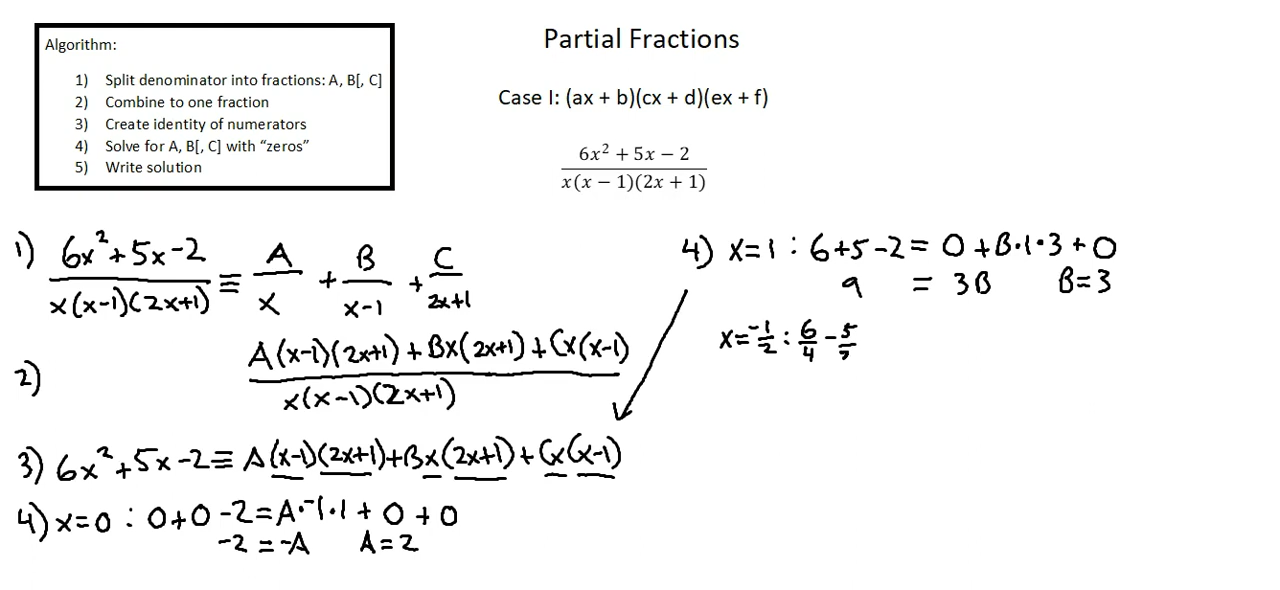 Algorithm:
1) Split denominator into fractions: A, B[, C]
2) Combine to one fraction
3) Create identity of numerators
4) Solve for A, B[, C] with “zeros”
5) Write solution
Partial Fractions
Case I: (ax + b)(cx + d)(ex + f)
6x² + 5x − 2
x(x − 1)(2x + 1)
1) 6x²+5x-2 / x(x-1)(2x+1) ≡ A/x + B/x-1 + C/2x+1
2) A(x-1)(2x+1)+Bx(2x+1)+Cx(x-1) / x(x-1)(2x+1)
3) 6x²+5x-2≡ A(x-1)(2x+1)+Bx(2x+1)+Cx(x-1)
4) x=0 : 0+0-2=A·-1·1+0+0
-2=-A A=2
4) x=1 : 6+5-2=0+B·1·3+0
9 = 3B B=3
x=-1/2 : 6/4 - 5/2